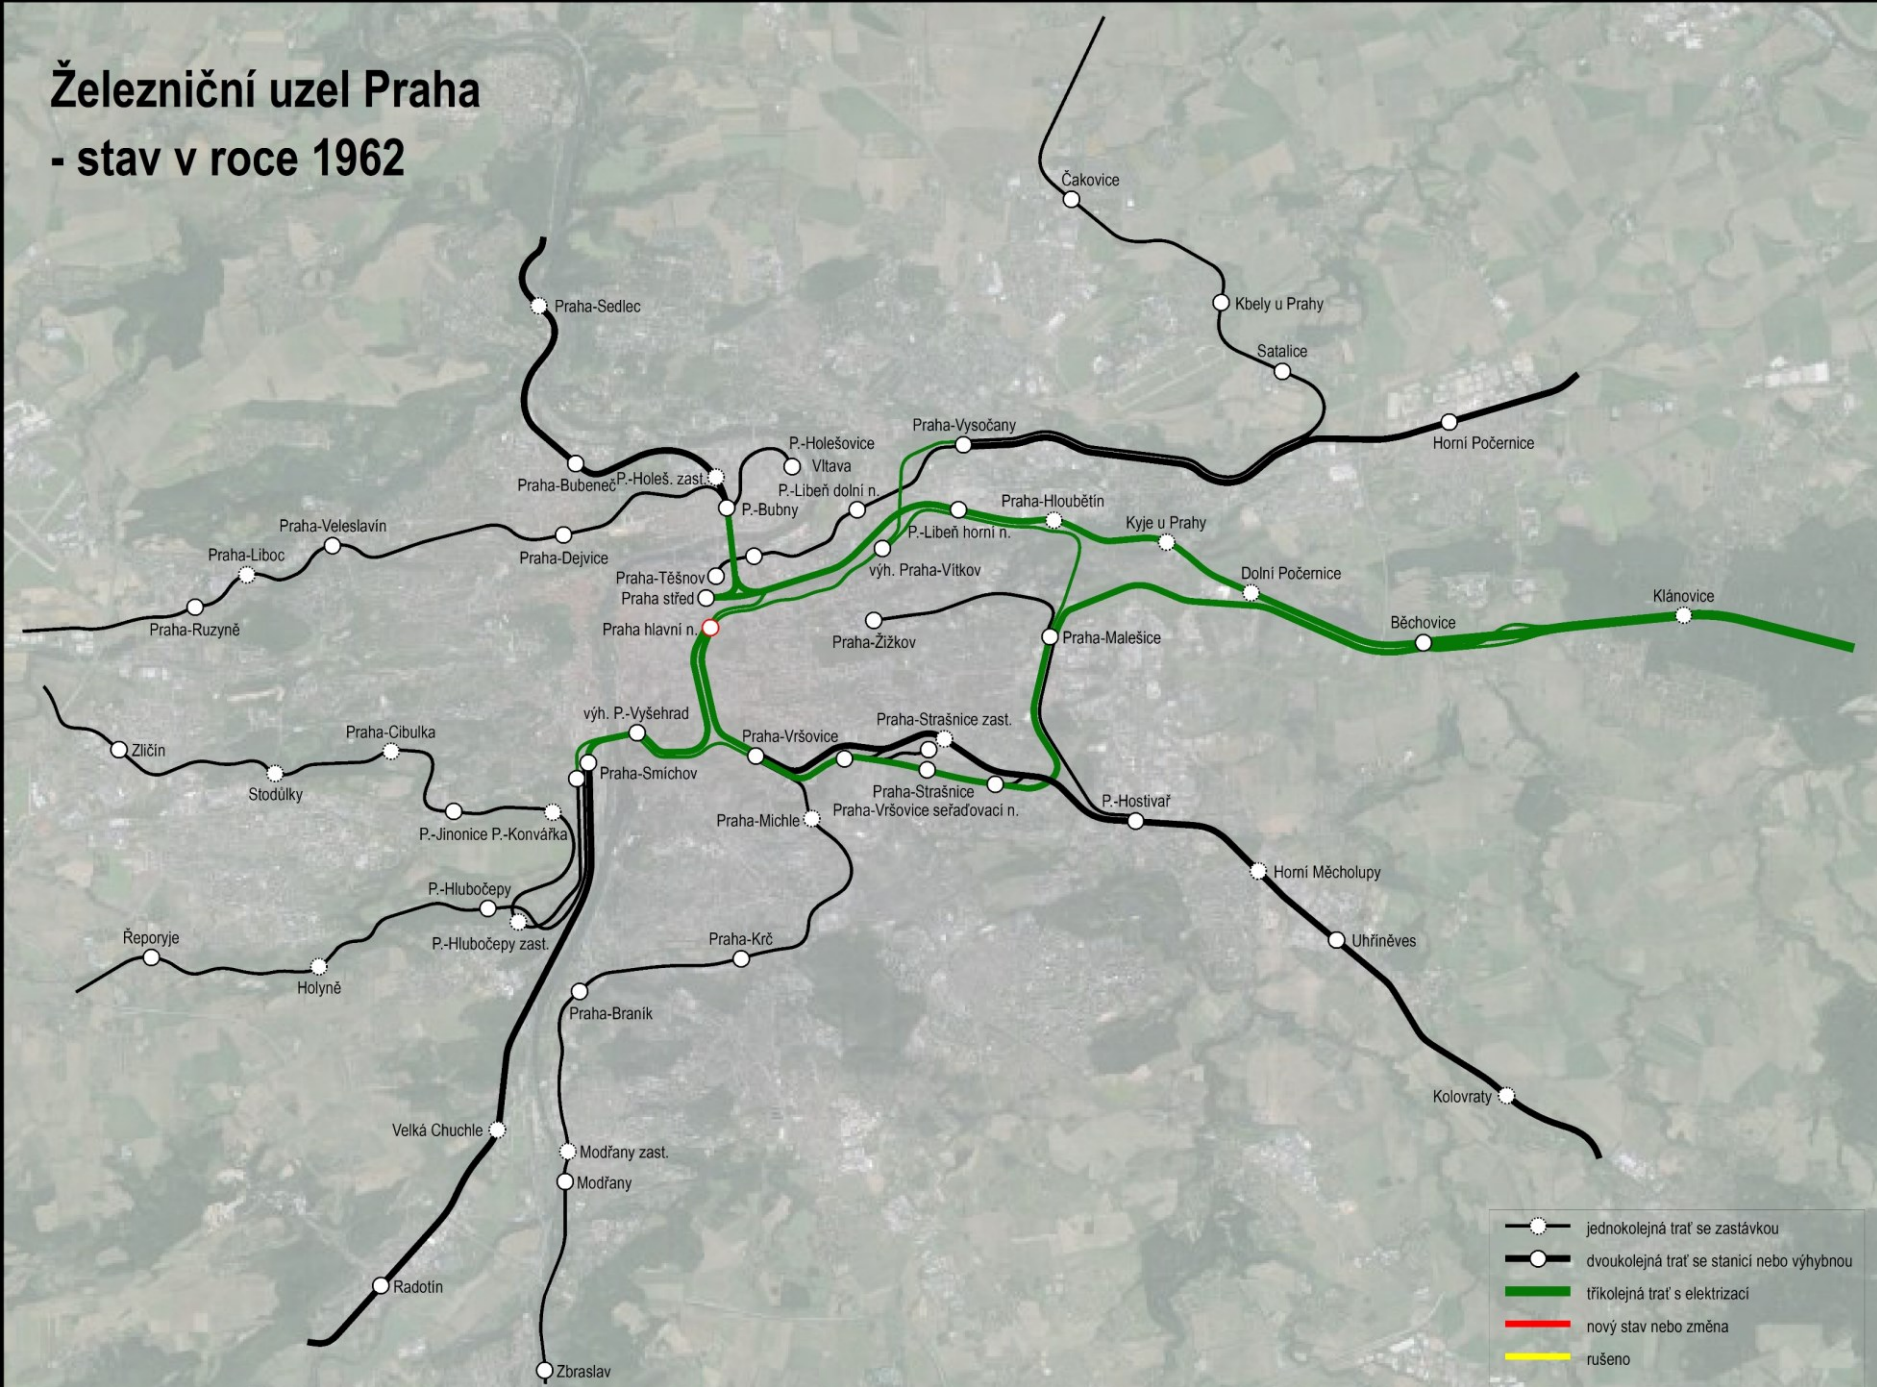 Železniční uzel Praha
- stav v roce 1962
Čakovice
Kbely u Prahy
Satalice
Horní Počernice
Praha-Sedlec
Praha-Vysočany
P.-Holešovice
Vltava
Praha-Bubeneč
P.-Holeš. zast.
P.-Libeň dolní n.
P.-Bubny
Praha-Hloubětín
Kyje u Prahy
P.-Libeň horní n.
Praha-Veleslavín
Praha-Liboc
Praha-Dejvice
Praha-Ruzyně
Praha-Těšnov
Praha střed
Praha hlavní n.
výh. Praha-Vítkov
Dolní Počernice
Klánovice
Běchovice
Praha-Žižkov
Praha-Malešice
výh. P.-Vyšehrad
Praha-Vršovice
Praha-Strašnice zast.
Praha-Cibulka
Zličín
Stodůlky
Praha-Smíchov
Praha-Strašnice
Praha-Vršovice seřaďovací n.
P.-Hostivař
P.-Jinonice
P.-Konvářka
Praha-Michle
Horní Měcholupy
P.-Hlubočepy
P.-Hlubočepy zast.
Řeporyje
Holyně
Praha-Krč
Uhříněves
Praha-Braník
Kolovraty
Velká Chuchle
Modřany zast.
Modřany
Radotín
Zbraslav
jednokolejná trať se zastávkou
dvoukolejná trať se stanicí nebo výhybnou
tříkolejná trať s elektrizací
nový stav nebo změna
rušeno